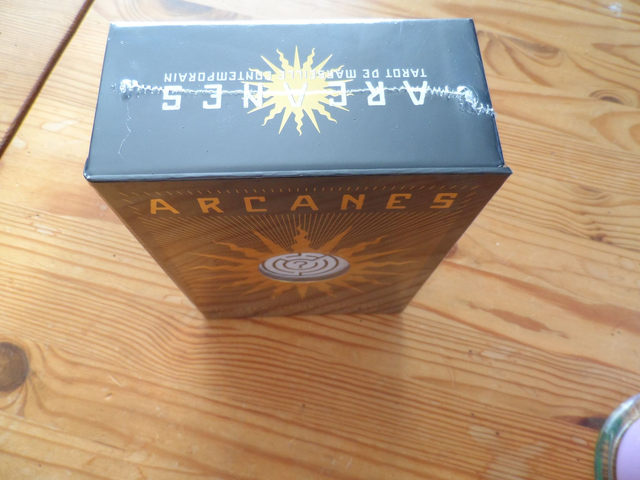 ARCANES
TAROT DE MARSEILLE CONTEMPORAIN
ARCANES
?